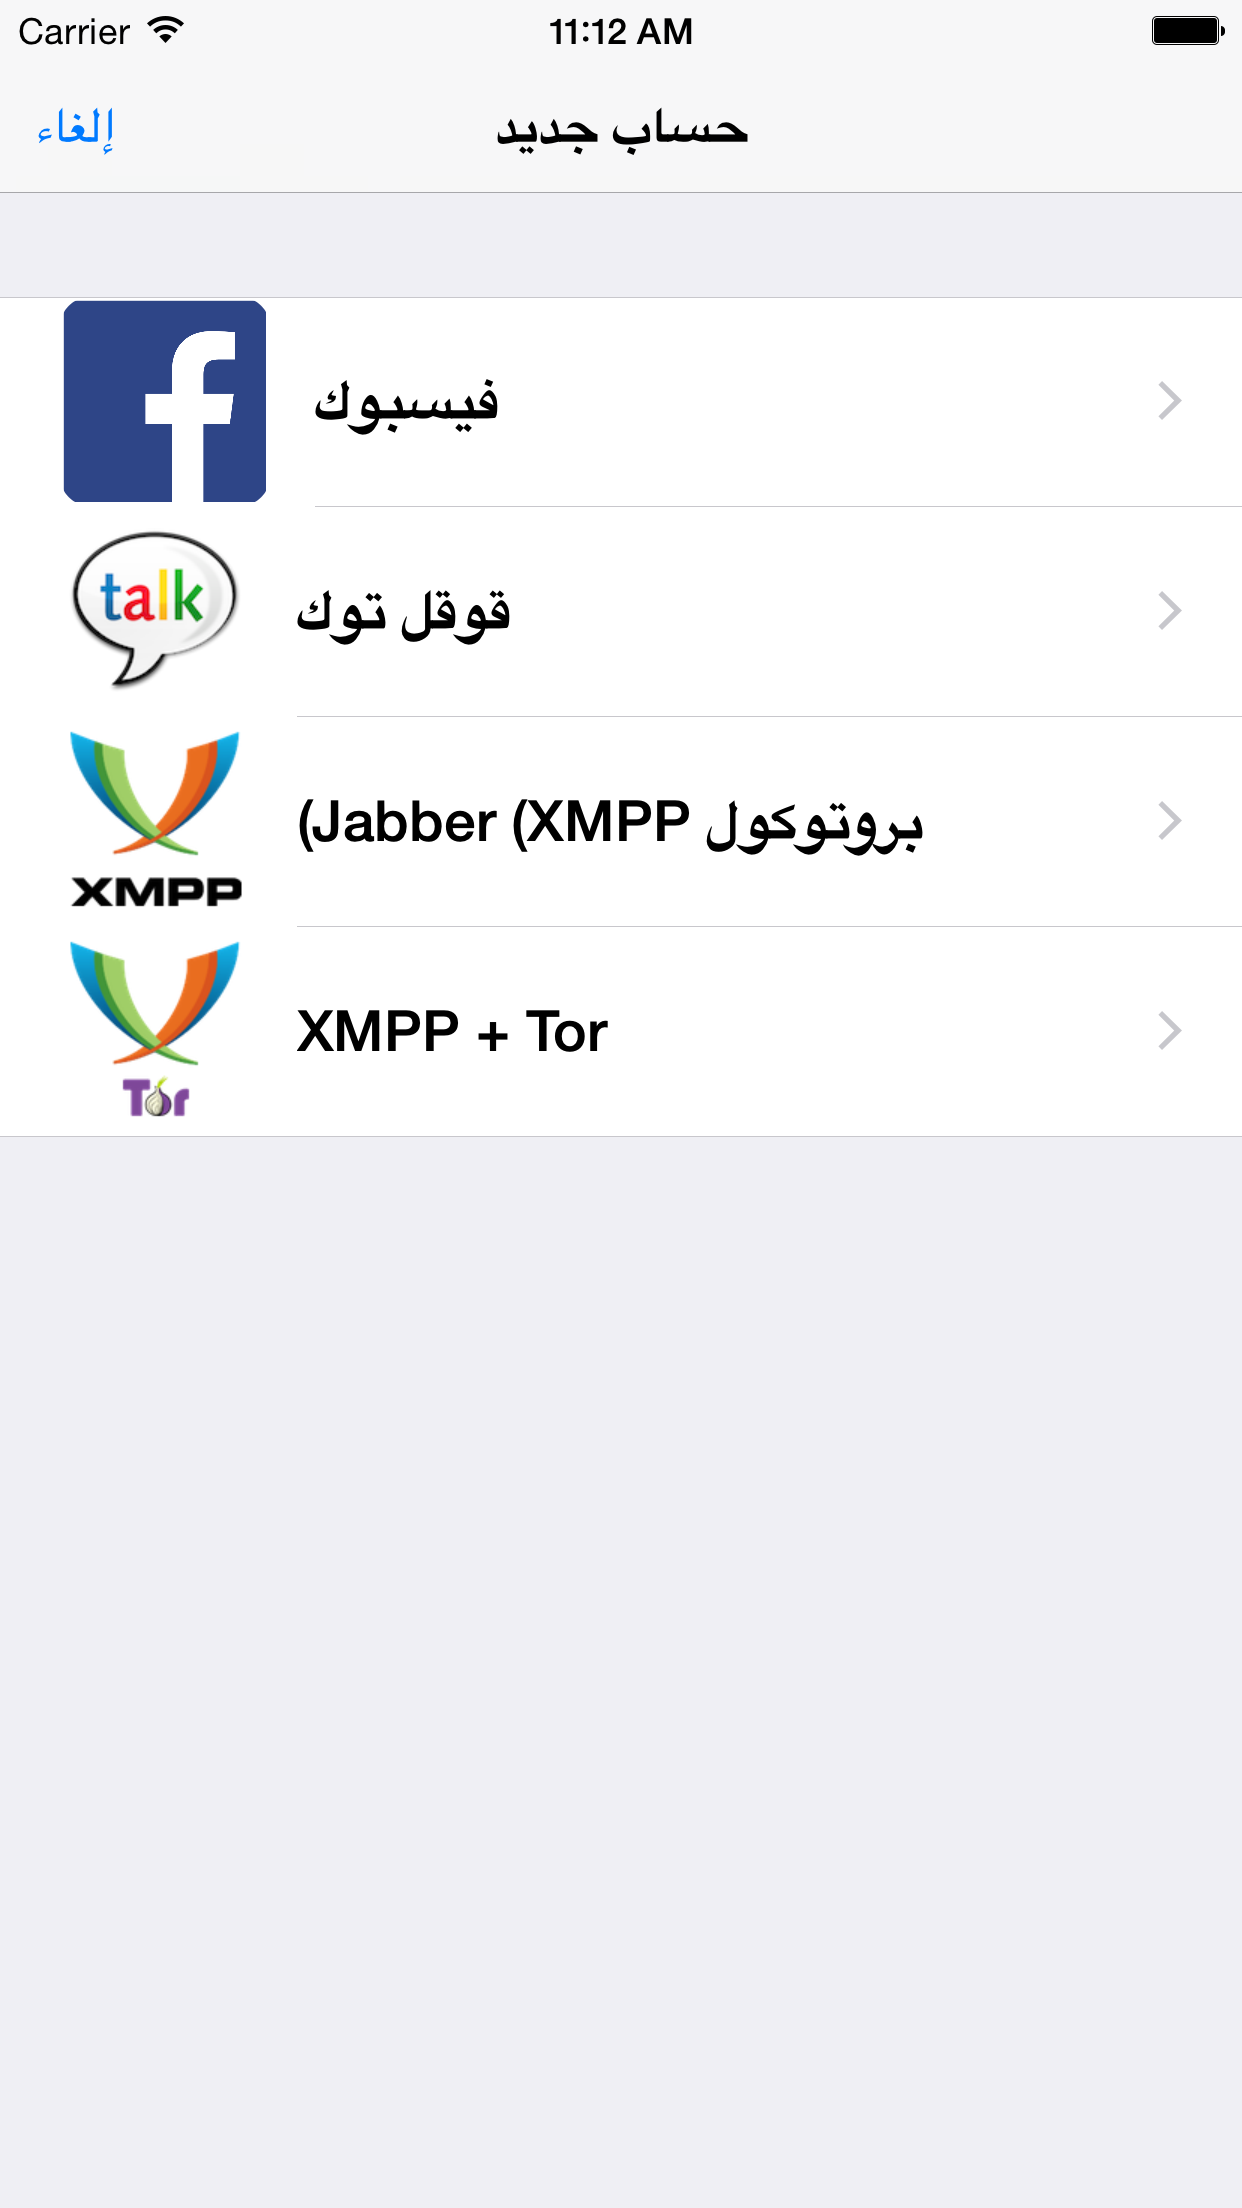 Carrier 11:12 AM
إلغاء
حساب جديد
فيسبوك
talk
قوقل توك
بروتوكول Jabber (XMPP)
XMPP
XMPP + Tor
Tor